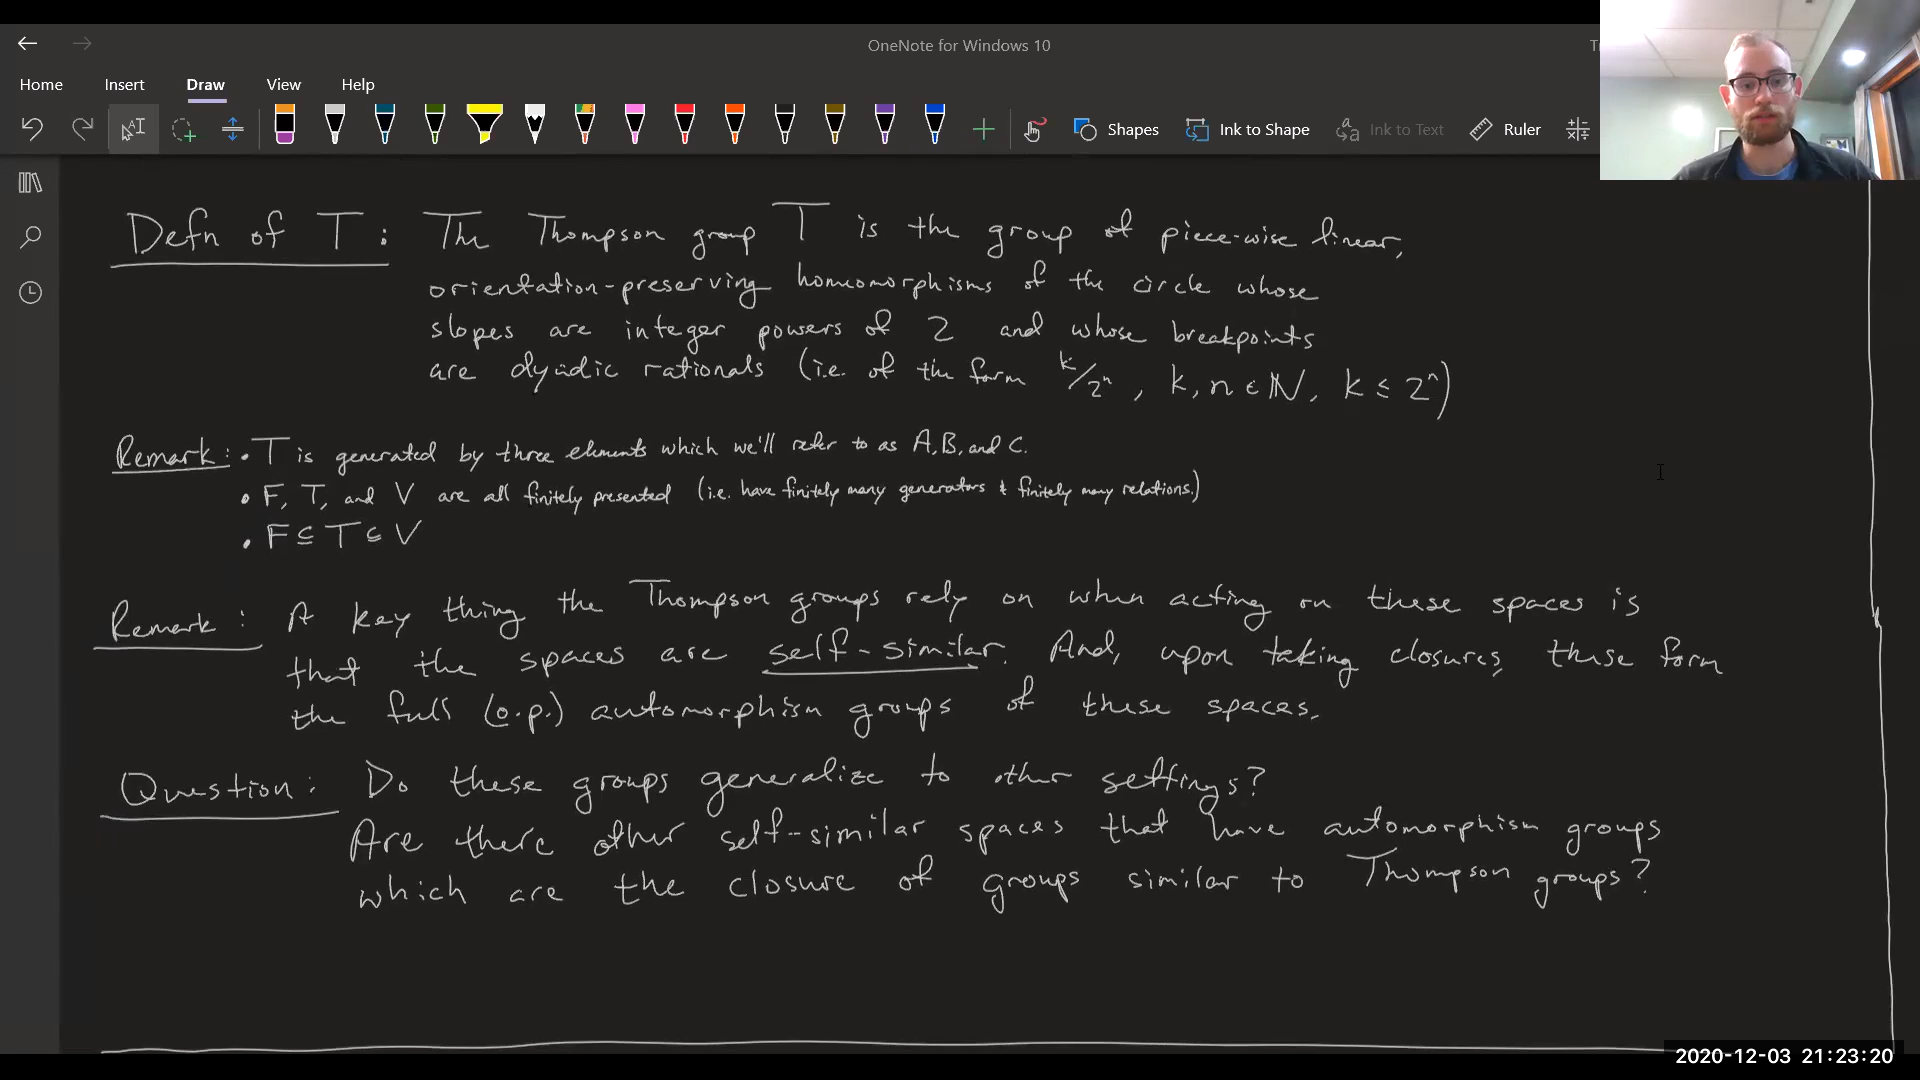 OneNote for Windows 10
Home Insert Draw View Help
Shapes Ink to Shape Ink to Text Ruler
Defn of T: The Thompson group T is the group of piece-wise linear,
orientation-preserving homeomorphisms of the circle whose
slopes are integer powers of 2 and whose breakpoints
are dyadic rationals (i.e. of the form k/2ⁿ, k, n ∈ ℕ, k ≤ 2ⁿ)
Remark: • T is generated by three elements which we'll refer to as A, B, and C.
• F, T, and V are all finitely presented (i.e. have finitely many generators & finitely many relations.)
• F ⊆ T ⊆ V
Remark: A key thing the Thompson groups rely on when acting on these spaces is
that the spaces are self-similar. And, upon taking closures, these form
the full (o.p.) automorphism groups of these spaces.
Question: Do these groups generalize to other settings?
Are there other self-similar spaces that have automorphism groups
which are the closure of groups similar to Thompson groups?
2020-12-03 21:23:20